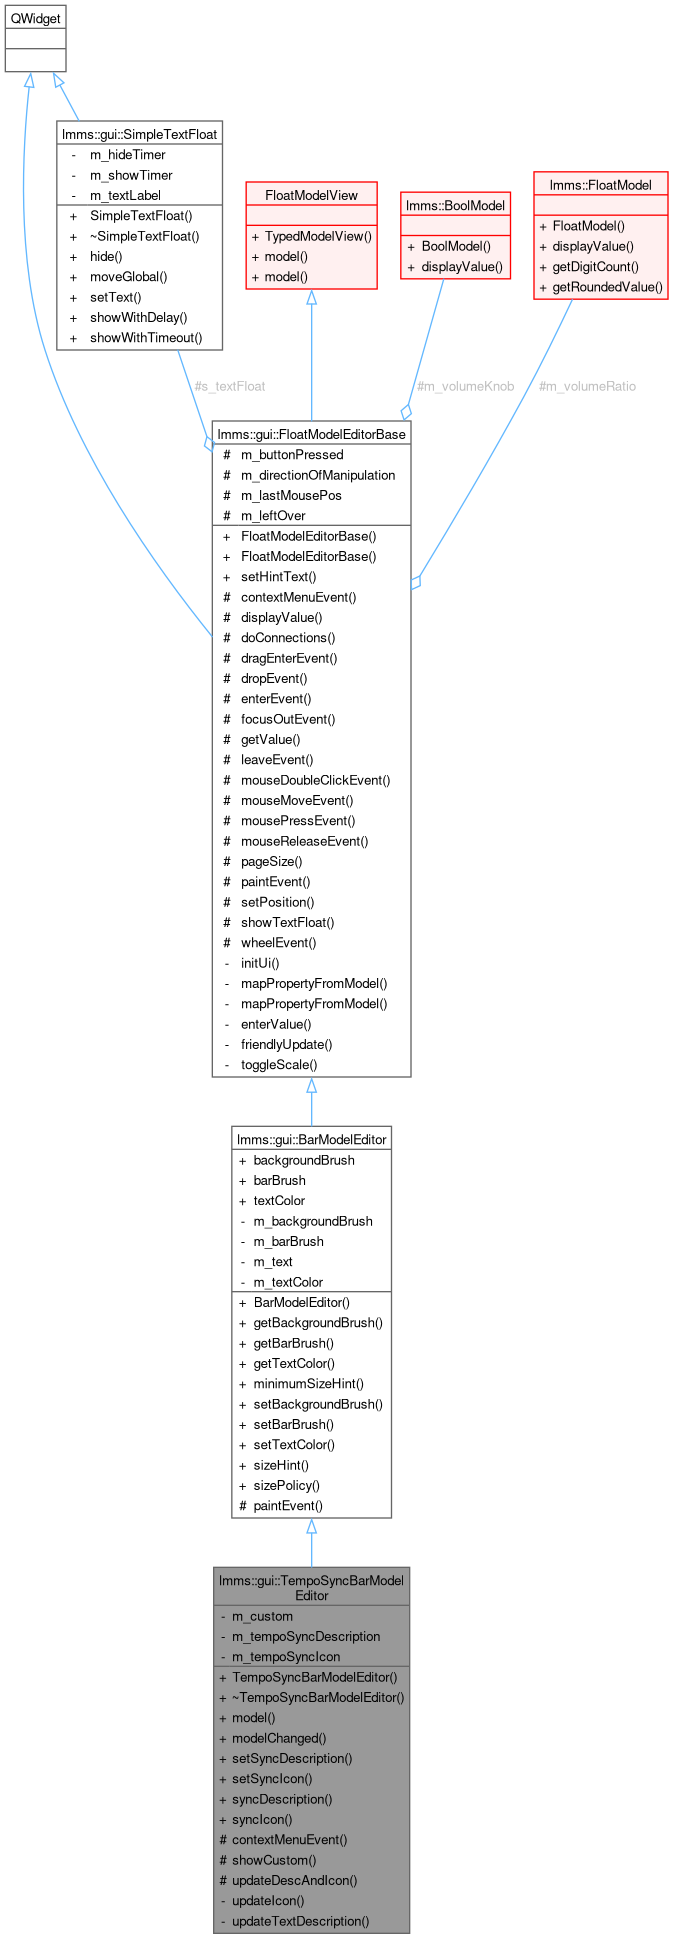 QWidget
lmms::gui::SimpleTextFloat
- m_hideTimer
- m_showTimer
- m_textLabel
+ SimpleTextFloat()
+ ~SimpleTextFloat()
+ hide()
+ moveGlobal()
+ setText()
+ showWithDelay()
+ showWithTimeout()
FloatModelView
+ TypedModelView()
+ model()
+ model()
lmms::BoolModel
+ BoolModel()
+ displayValue()
lmms::FloatModel
+ FloatModel()
+ displayValue()
+ getDigitCount()
+ getRoundedValue()
#s_textFloat
#m_volumeKnob
#m_volumeRatio
lmms::gui::FloatModelEditorBase
# m_buttonPressed
# m_directionOfManipulation
# m_lastMousePos
# m_leftOver
+ FloatModelEditorBase()
+ FloatModelEditorBase()
+ setHintText()
# contextMenuEvent()
# displayValue()
# doConnections()
# dragEnterEvent()
# dropEvent()
# enterEvent()
# focusOutEvent()
# getValue()
# leaveEvent()
# mouseDoubleClickEvent()
# mouseMoveEvent()
# mousePressEvent()
# mouseReleaseEvent()
# pageSize()
# paintEvent()
# setPosition()
# showTextFloat()
# wheelEvent()
- initUi()
- mapPropertyFromModel()
- mapPropertyFromModel()
- enterValue()
- friendlyUpdate()
- toggleScale()
lmms::gui::BarModelEditor
+ backgroundBrush
+ barBrush
+ textColor
- m_backgroundBrush
- m_barBrush
- m_text
- m_textColor
+ BarModelEditor()
+ getBackgroundBrush()
+ getBarBrush()
+ getTextColor()
+ minimumSizeHint()
+ setBackgroundBrush()
+ setBarBrush()
+ setTextColor()
+ sizeHint()
+ sizePolicy()
# paintEvent()
lmms::gui::TempoSyncBarModel
Editor
- m_custom
- m_tempoSyncDescription
- m_tempoSyncIcon
+ TempoSyncBarModelEditor()
+ ~TempoSyncBarModelEditor()
+ model()
+ modelChanged()
+ setSyncDescription()
+ setSyncIcon()
+ syncDescription()
+ syncIcon()
# contextMenuEvent()
# showCustom()
# updateDescAndIcon()
- updateIcon()
- updateTextDescription()